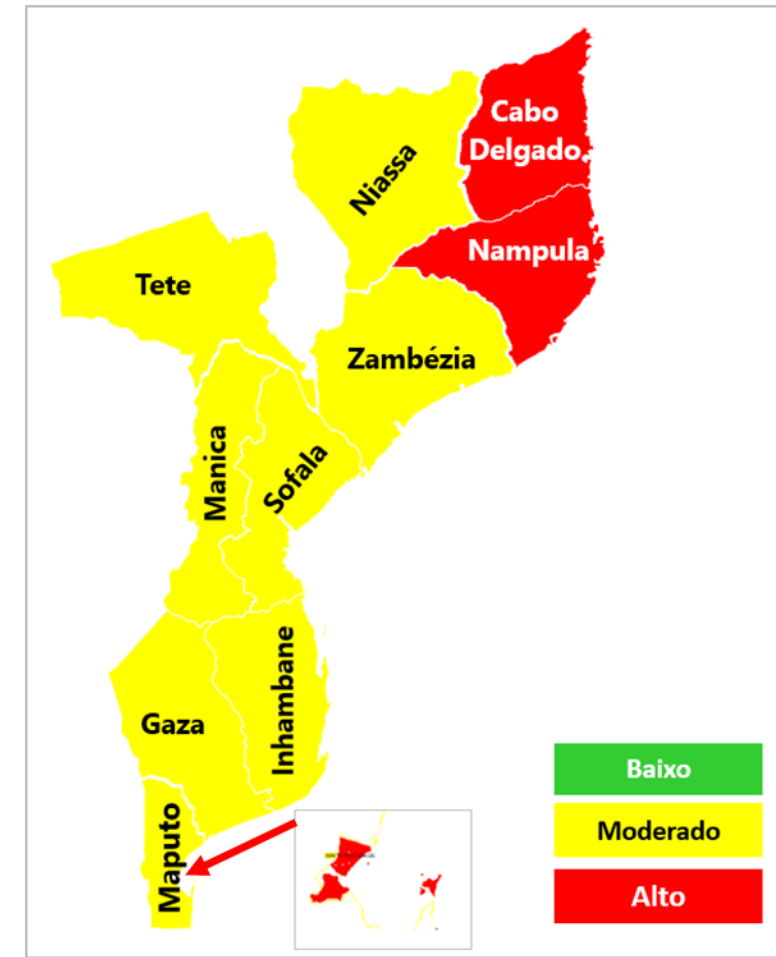 Cabo
Delgado
Niassa
Nampula
Tete
Zambézia
Manica
Sofala
Inhambane
Gaza
Maputo
Baixo
Moderado
Alto